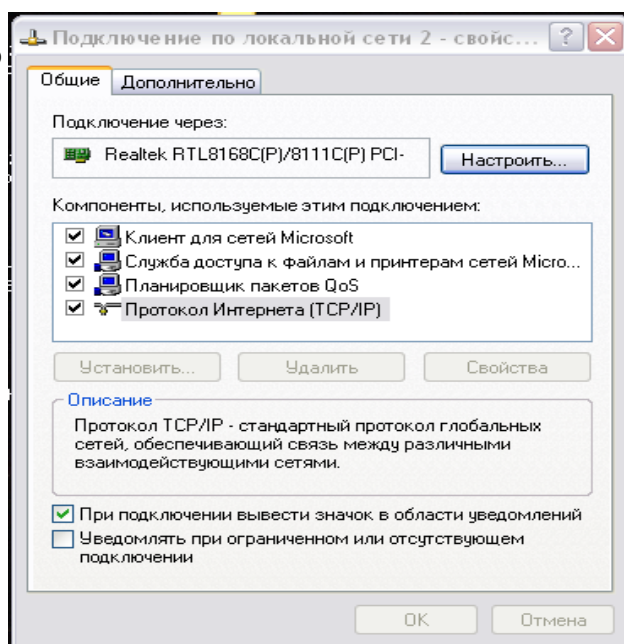 Подключение по локальной сети 2 - свойс...
Общие
Дополнительно
Подключение через:
Realtek RTL8168C(P)/8111C(P) PCI-
Настроить...
Компоненты, используемые этим подключением:
Клиент для сетей Microsoft
Служба доступа к файлам и принтерам сетей Micro...
Планировщик пакетов QoS
Протокол Интернета (TCP/IP)
Установить...
Удалить
Свойства
Описание
Протокол TCP/IP - стандартный протокол глобальных
сетей, обеспечивающий связь между различными
взаимодействующими сетями.
При подключении вывести значок в области уведомлений
Уведомлять при ограниченном или отсутствующем
подключении
OK
Отмена